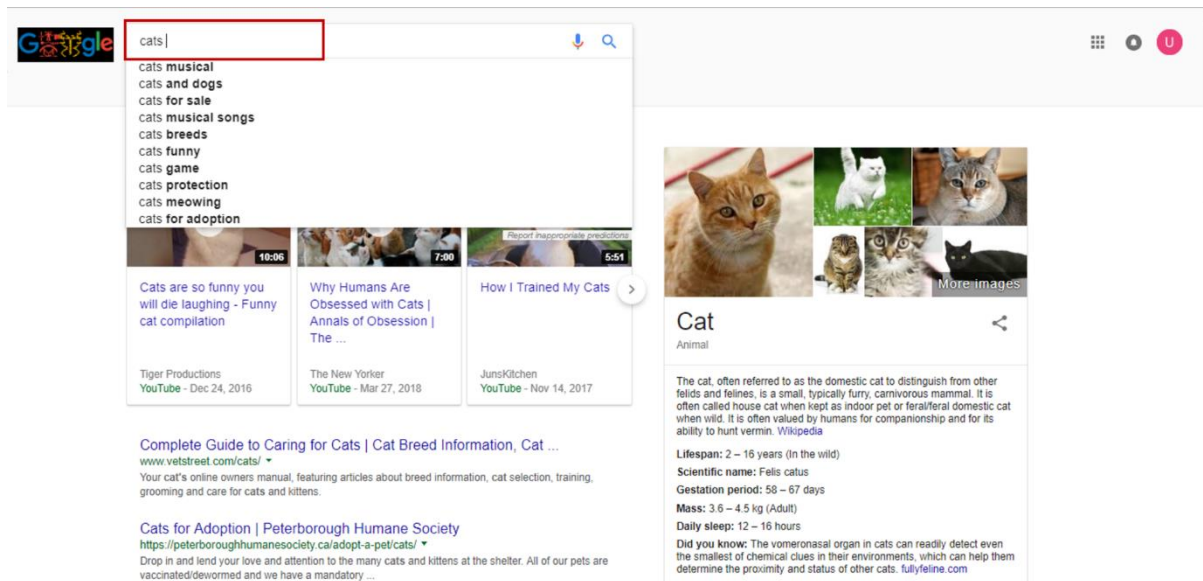 Google
cats
U
cats musical
cats and dogs
cats for sale
cats musical songs
cats breeds
cats funny
cats game
cats protection
cats meowing
cats for adoption
Report inappropriate predictions
10:06
7:00
5:51
Cats are so funny you
will die laughing - Funny
cat compilation
Tiger Productions
YouTube - Dec 24, 2016
Why Humans Are
Obsessed with Cats |
Annals of Obsession |
The ...
The New Yorker
YouTube - Mar 27, 2018
How I Trained My Cats
JunsKitchen
YouTube - Nov 14, 2017
Complete Guide to Caring for Cats | Cat Breed Information, Cat ...
www.vetstreet.com/cats/
Your cat's online owners manual, featuring articles about breed information, cat selection, training,
grooming and care for cats and kittens.
Cats for Adoption | Peterborough Humane Society
https://peterboroughhumanesociety.ca/adopt-a-pet/cats/
Drop in and lend your love and attention to the many cats and kittens at the shelter. All of our pets are
vaccinated/dewormed and we have a mandatory ...
More images
Cat
Animal
The cat, often referred to as the domestic cat to distinguish from other
felids and felines, is a small, typically furry, carnivorous mammal. It is
often called house cat when kept as indoor pet or feral/feral domestic cat
when wild. It is often valued by humans for companionship and for its
ability to hunt vermin. Wikipedia
Lifespan: 2 – 16 years (In the wild)
Scientific name: Felis catus
Gestation period: 58 – 67 days
Mass: 3.6 – 4.5 kg (Adult)
Daily sleep: 12 – 16 hours
Did you know: The vomeronasal organ in cats can readily detect even
the smallest of chemical clues in their environments, which can help them
determine the proximity and status of other cats. fullyfeline.com